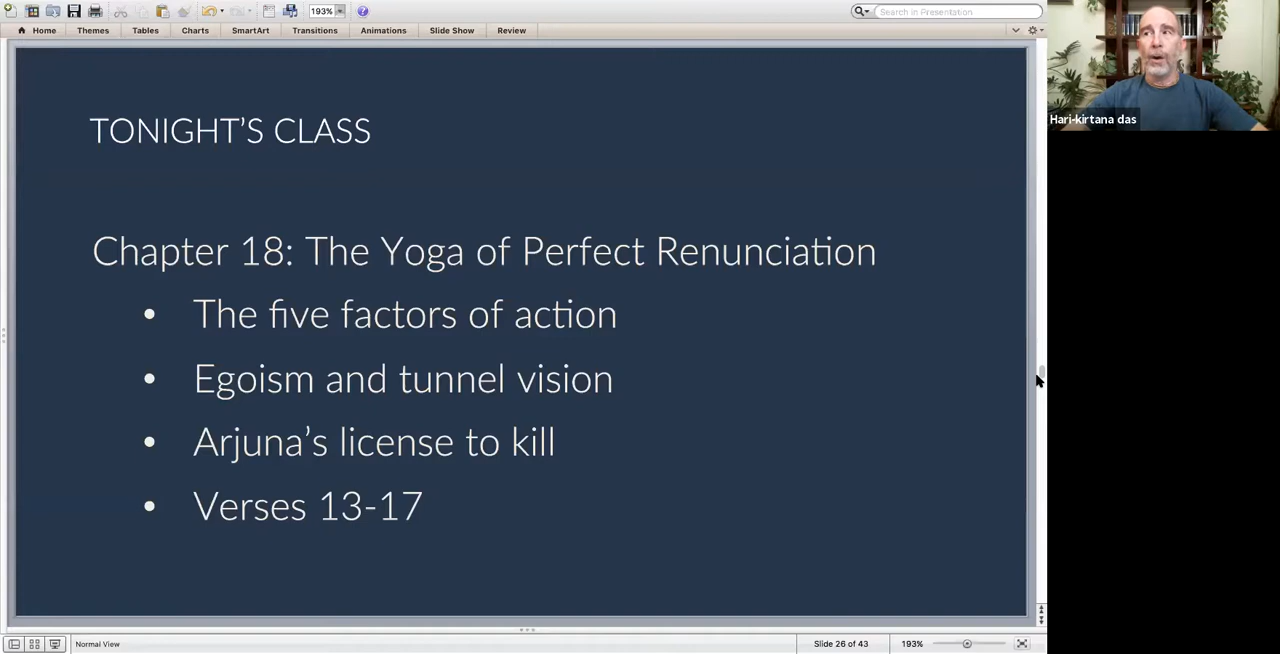 193%
Search in Presentation
Home
Themes
Tables
Charts
SmartArt
Transitions
Animations
Slide Show
Review
TONIGHT'S CLASS
Chapter 18: The Yoga of Perfect Renunciation
• The five factors of action
• Egoism and tunnel vision
• Arjuna's license to kill
• Verses 13-17
Hari-kirtana das
Normal View
Slide 26 of 43
193%